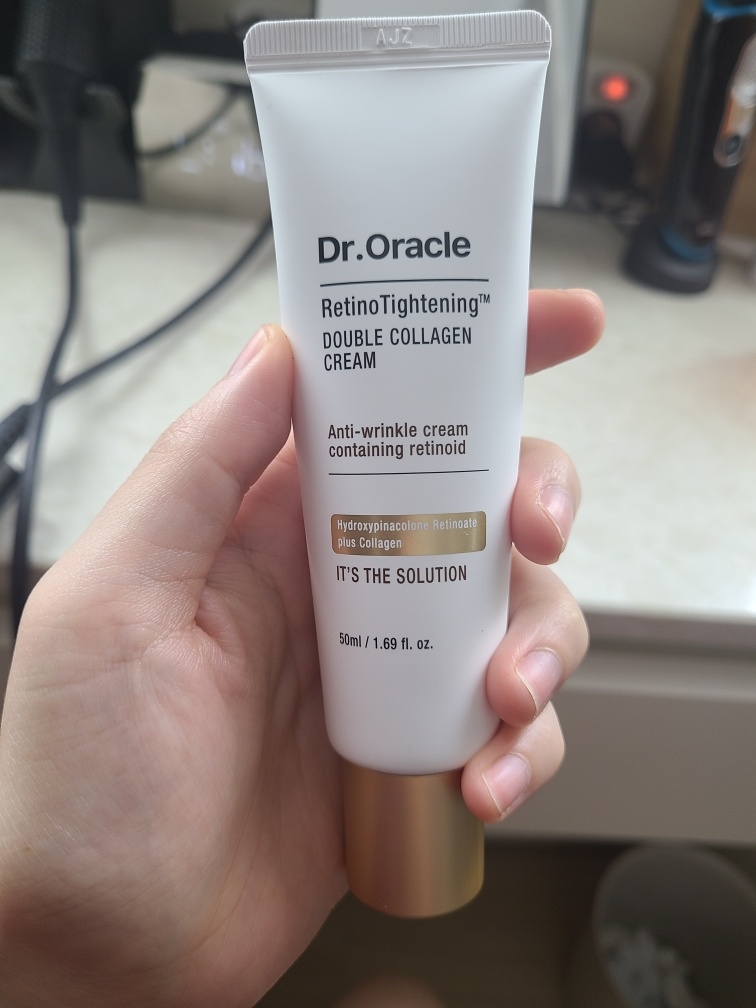 AJZ
Dr.Oracle
RetinoTightening™
DOUBLE COLLAGEN
CREAM
Anti-wrinkle cream
containing retinoid
Hydroxypinacolone Retinoate
plus Collagen
IT'S THE SOLUTION
50ml / 1.69 fl. oz.